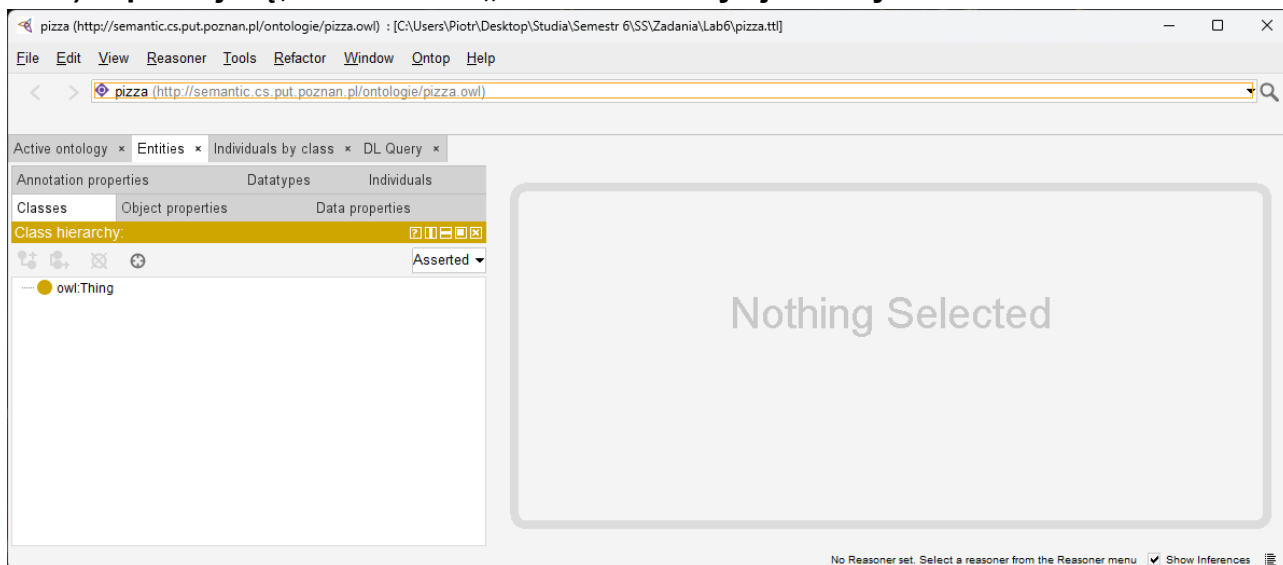 pizza (http://semantic.cs.put.poznan.pl/ontologie/pizza.owl) : [C:\Users\Piotr\Desktop\Studia\Semestr 6\SS\Zadania\Lab6\pizza.ttl]
File Edit View Reasoner Tools Refactor Window Ontop Help
pizza (http://semantic.cs.put.poznan.pl/ontologie/pizza.owl)
Active ontology × Entities × Individuals by class × DL Query ×
Annotation properties Datatypes Individuals
Classes Object properties Data properties
Class hierarchy:
Asserted
owl:Thing
Nothing Selected
No Reasoner set. Select a reasoner from the Reasoner menu Show Inferences